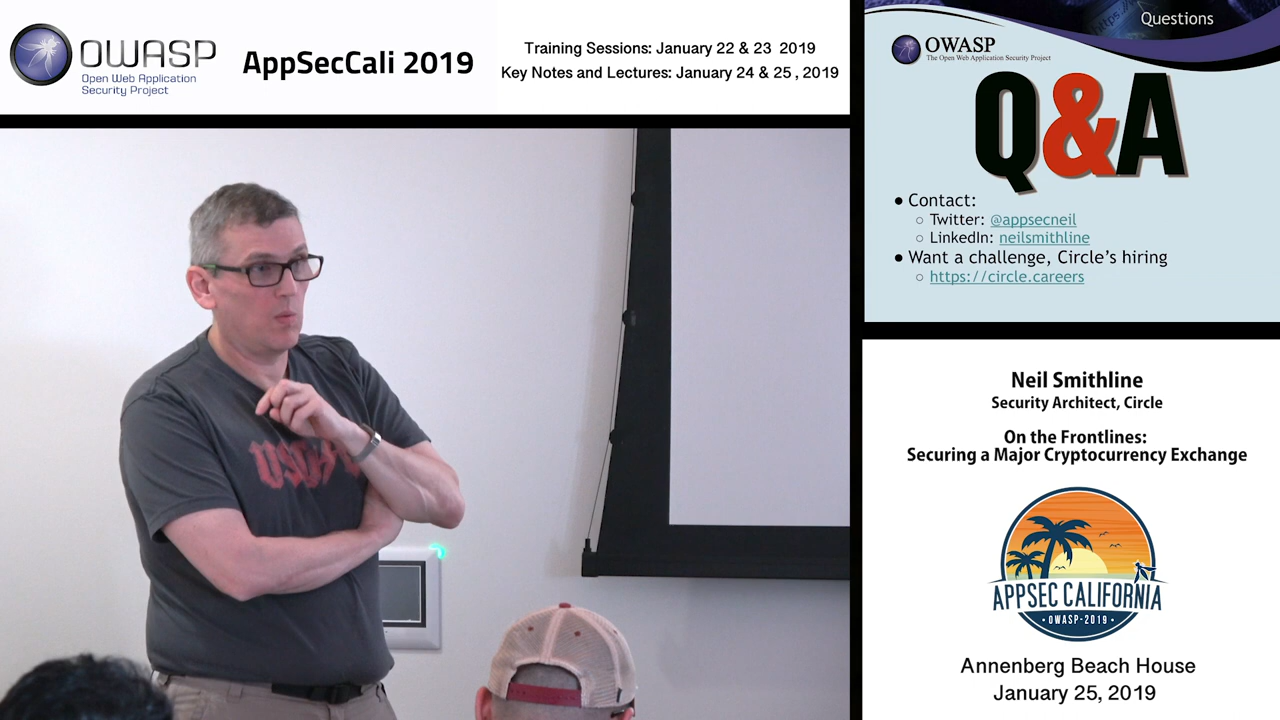 OWASP
Open Web Application
Security Project
AppSecCali 2019
Training Sessions: January 22 & 23 2019
Key Notes and Lectures: January 24 & 25 , 2019
Questions
OWASP
The Open Web Application Security Project
Q&A
● Contact:
○ Twitter: @appsecneil
○ LinkedIn: neilsmithline
● Want a challenge, Circle's hiring
○ https://circle.careers
Neil Smithline
Security Architect, Circle
On the Frontlines:
Securing a Major Cryptocurrency Exchange
APPSEC CALIFORNIA
• OWASP-2019 •
Annenberg Beach House
January 25, 2019